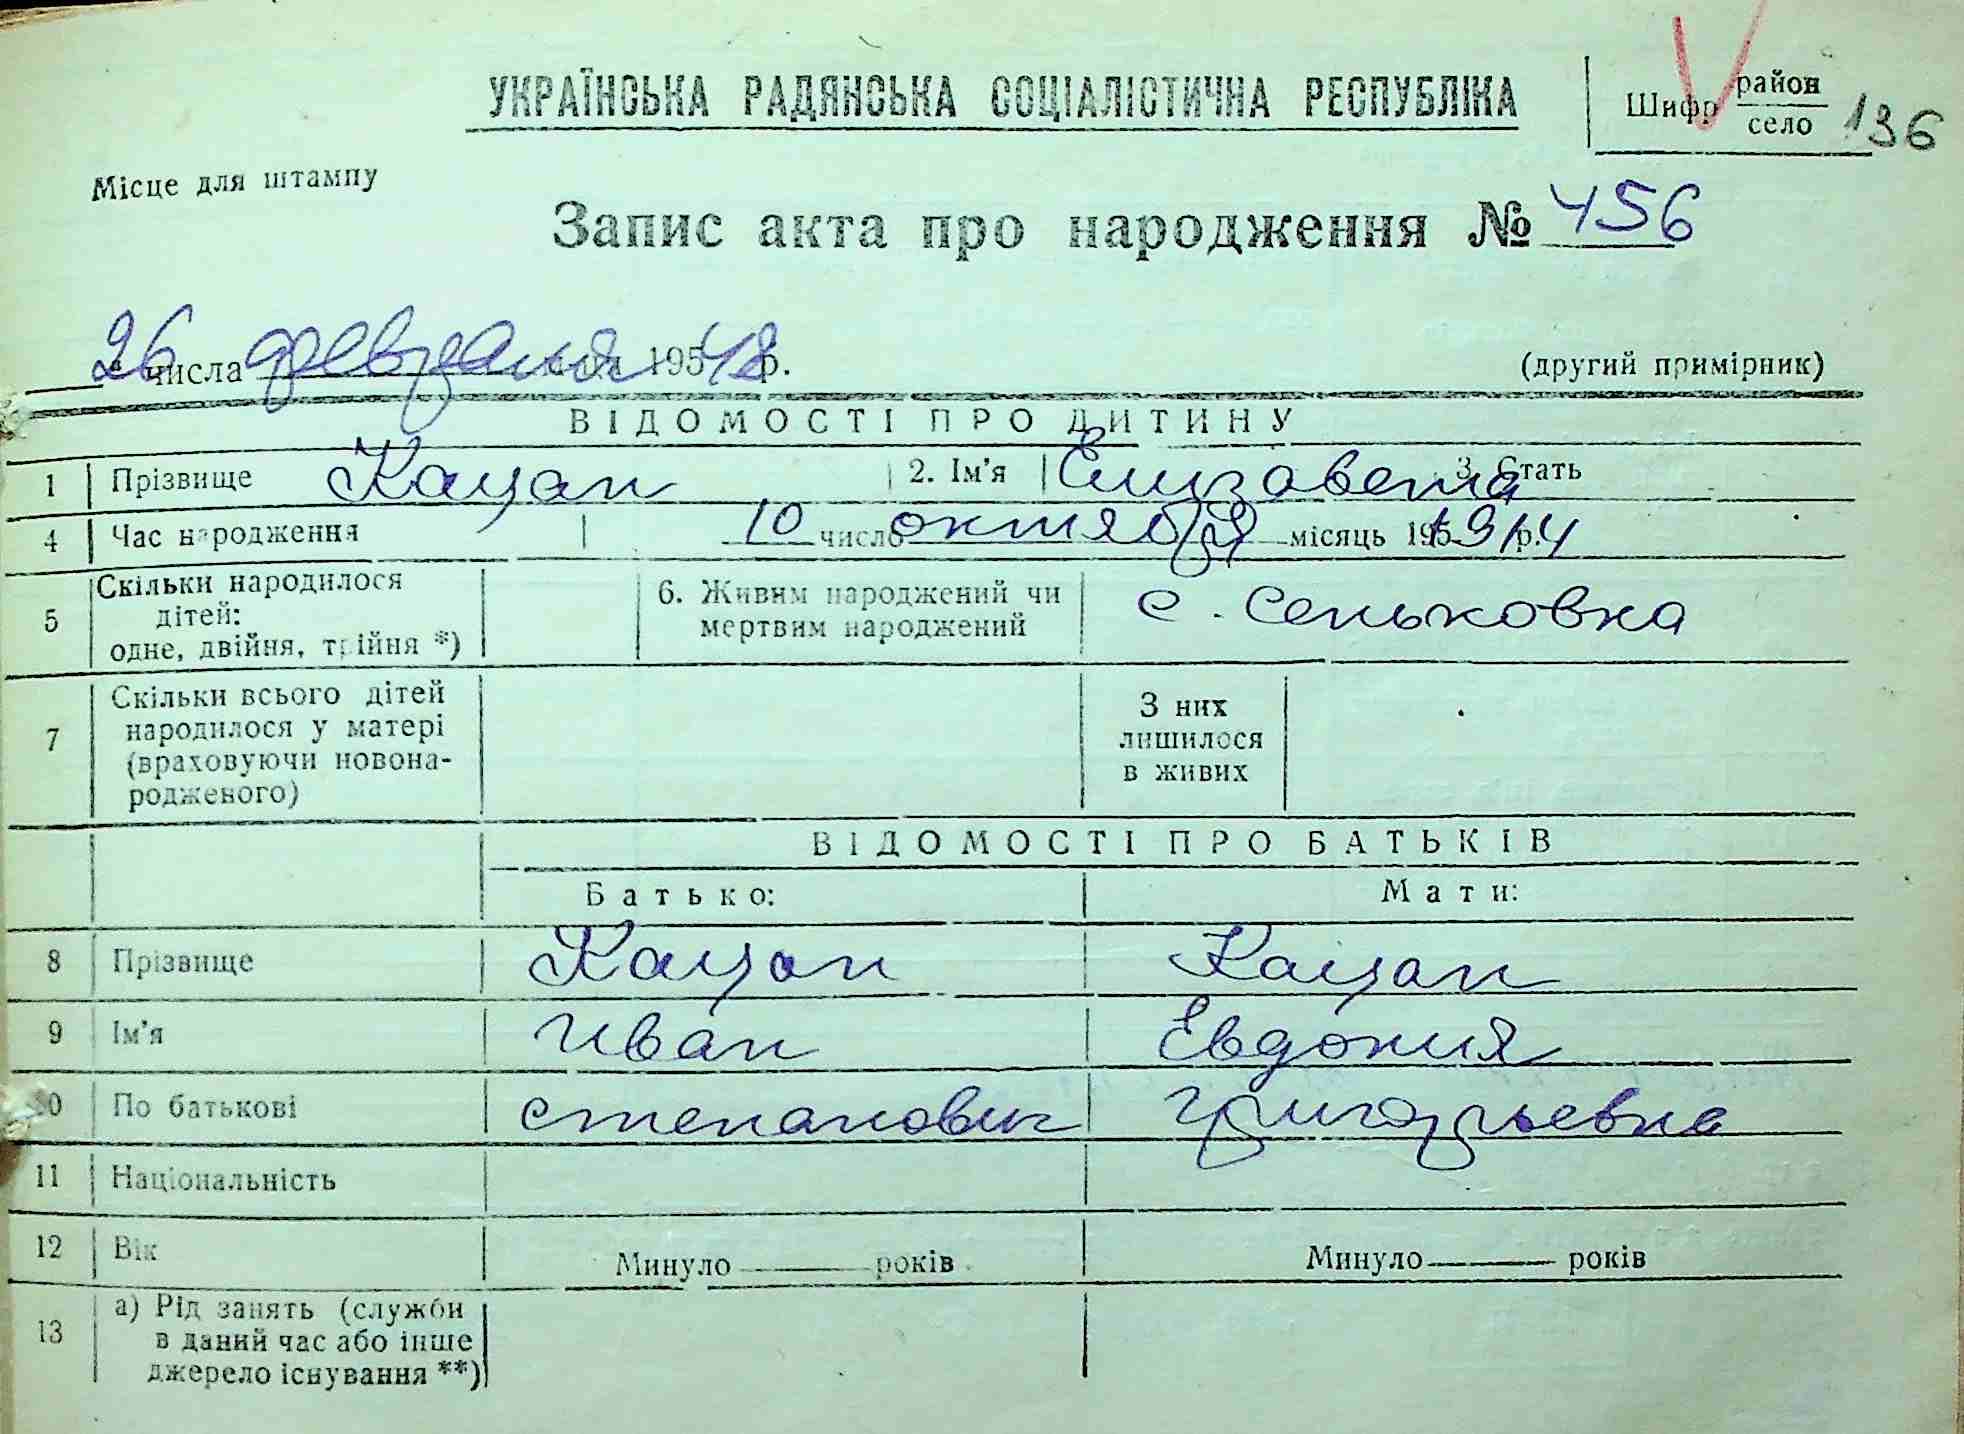 УКРАЇНСЬКА РАДЯНСЬКА СОЦІАЛІСТИЧНА РЕСПУБЛІКА
Шифр район
село 136
Місце для штампу
Запис акта про народження № 456
26 числа февраля 195 р.
(другий примірник)
ВІДОМОСТІ ПРО ДИТИНУ
1 Прізвище Кацап 2. Ім’я Елизавета 3. Стать
4 Час народження 10 число октября місяць 195 1914 р.
5 Скільки народилося дітей: одне, двійня, трійня *) 6. Живим народжений чи мертвим народжений с. Сеньковка
7 Скільки всього дітей народилося у матері (враховуючи новонародженого) З них лишилося в живих
ВІДОМОСТІ ПРО БАТЬКІВ
Батько: Мати:
8 Прізвище Кацап Кацап
9 Ім’я Иван Евдокия
10 По батькові Степанович Григорьевна
11 Національність
12 Вік Минуло років Минуло років
13 а) Рід занять (служби в даний час або інше джерело існування **)